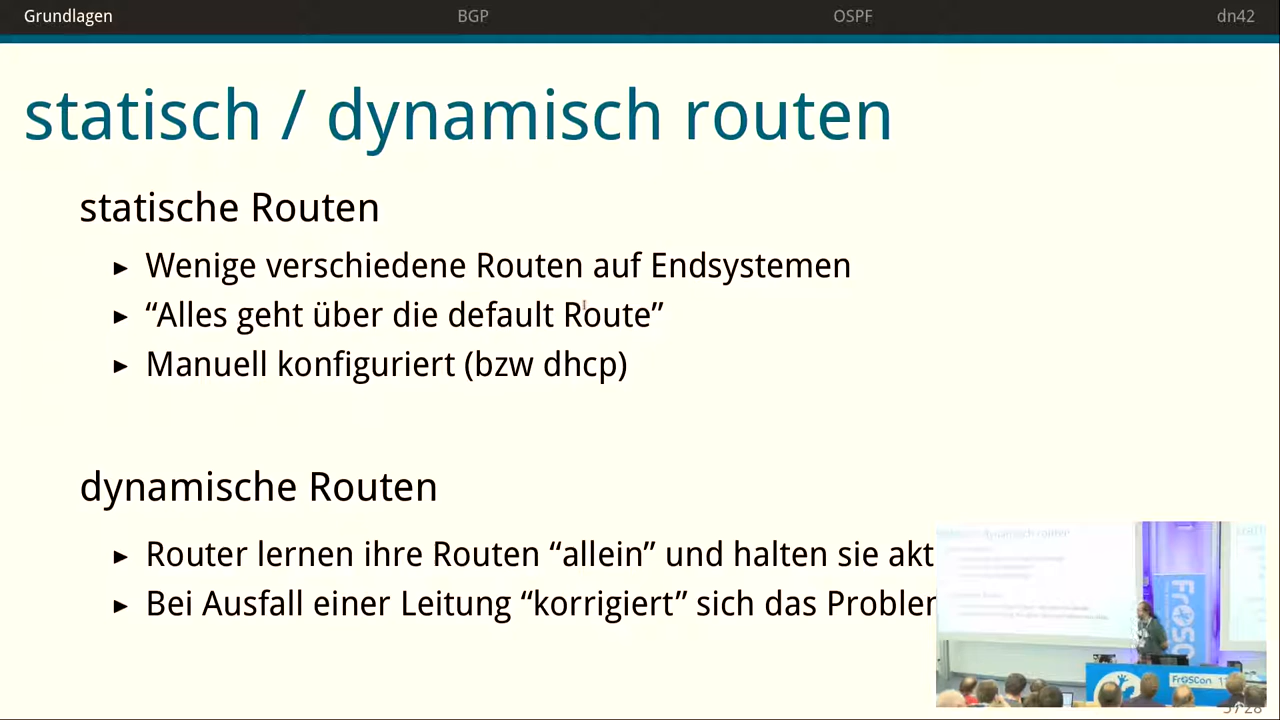 Grundlagen BGP OSPF dn42
statisch / dynamisch routen
statische Routen
► Wenige verschiedene Routen auf Endsystemen
► “Alles geht über die default Route”
► Manuell konfiguriert (bzw dhcp)
dynamische Routen
► Router lernen ihre Routen “allein” und halten sie akt
► Bei Ausfall einer Leitung “korrigiert” sich das Problem
FrOSCon